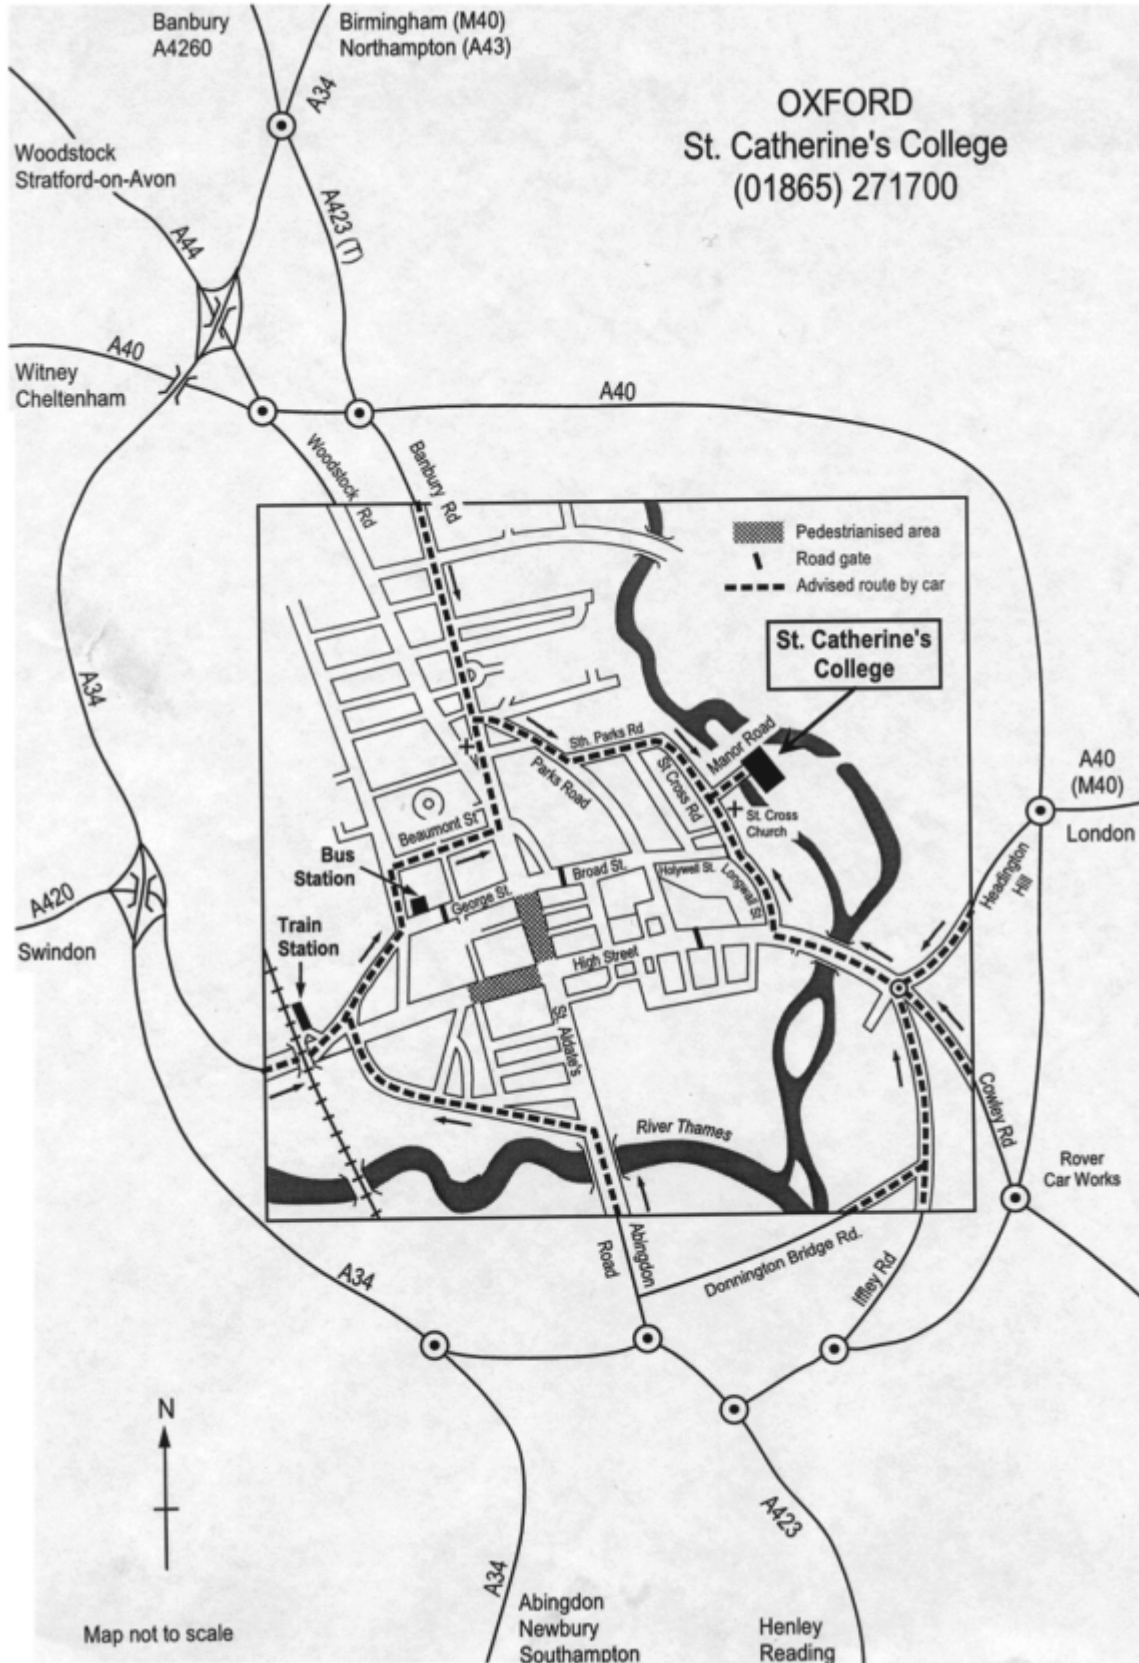 Banbury
A4260
Birmingham (M40)
Northampton (A43)
A34
OXFORD
St. Catherine's College
(01865) 271700
Woodstock
Stratford-on-Avon
A423 (T)
A44
A40
Witney
Cheltenham
A40
Woodstock Rd
Banbury Rd
Pedestrianised area
Road gate
Advised route by car
St. Catherine's
College
A34
Sth. Parks Rd
Manor Road
Parks Road
St Cross Rd
A40
(M40)
London
Beaumont St
St. Cross
Church
Bus
Station
Broad St.
Holywell St.
Longwall St
George St.
Headington
Hill
A420
Swindon
Train
Station
High Street
St. Aldate's
Cowley Rd
River Thames
Rover
Car Works
Abingdon
Road
Donnington Bridge Rd.
Iffley Rd
A34
N
A423
A34
Abingdon
Newbury
Southampton
Henley
Reading
Map not to scale